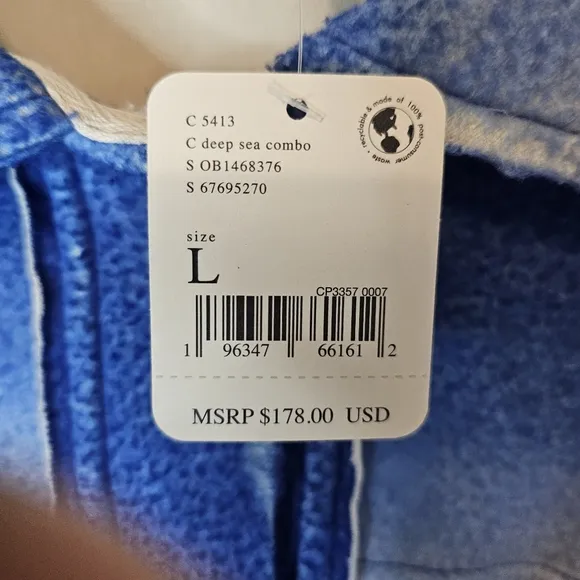 C 5413
C deep sea combo
S OB1468376
S 67695270
recyclable & made of 100% post-consumer waste •
size
L
CP3357 0007
1 96347 66161 2
MSRP $178.00 USD